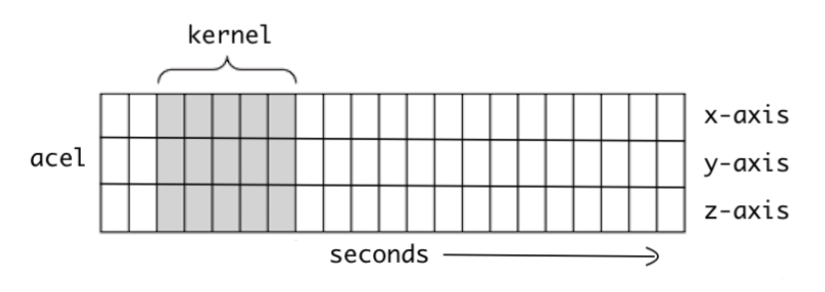 kernel
x-axis
acel
y-axis
z-axis
seconds